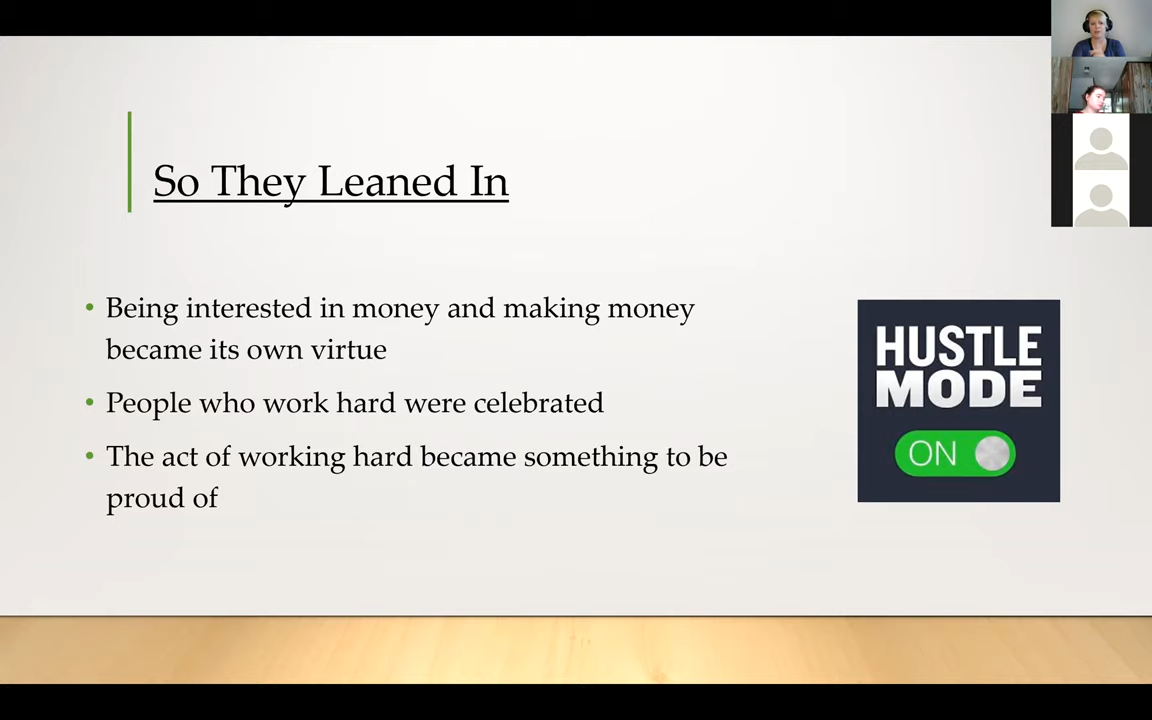 So They Leaned In
• Being interested in money and making money
became its own virtue
• People who work hard were celebrated
• The act of working hard became something to be
proud of
HUSTLE
MODE
ON